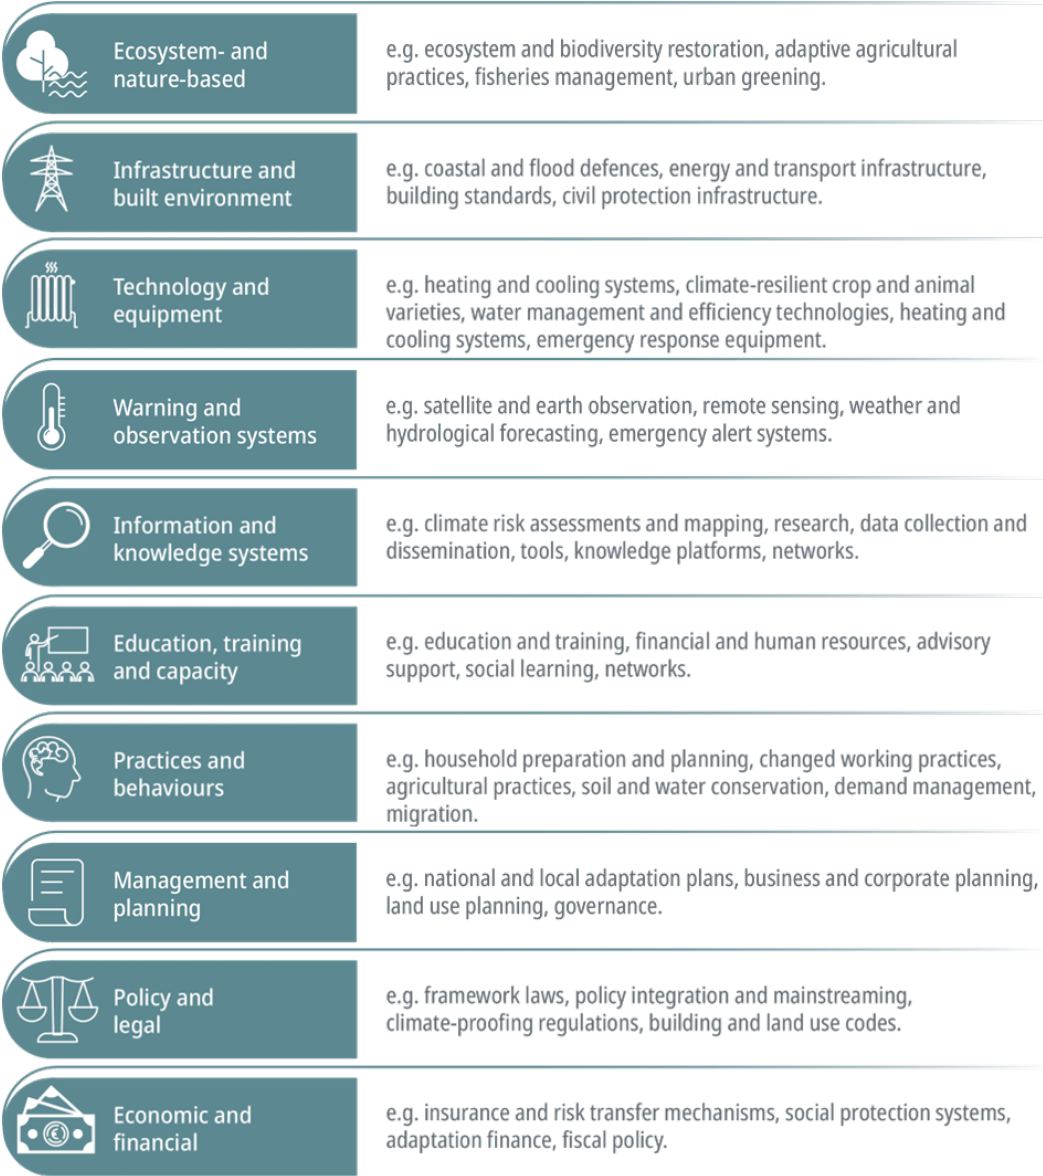 Ecosystem- and
nature-based
e.g. ecosystem and biodiversity restoration, adaptive agricultural
practices, fisheries management, urban greening.
Infrastructure and
built environment
e.g. coastal and flood defences, energy and transport infrastructure,
building standards, civil protection infrastructure.
Technology and
equipment
e.g. heating and cooling systems, climate-resilient crop and animal
varieties, water management and efficiency technologies, heating and
cooling systems, emergency response equipment.
Warning and
observation systems
e.g. satellite and earth observation, remote sensing, weather and
hydrological forecasting, emergency alert systems.
Information and
knowledge systems
e.g. climate risk assessments and mapping, research, data collection and
dissemination, tools, knowledge platforms, networks.
Education, training
and capacity
e.g. education and training, financial and human resources, advisory
support, social learning, networks.
Practices and
behaviours
e.g. household preparation and planning, changed working practices,
agricultural practices, soil and water conservation, demand management,
migration.
Management and
planning
e.g. national and local adaptation plans, business and corporate planning,
land use planning, governance.
Policy and
legal
e.g. framework laws, policy integration and mainstreaming,
climate-proofing regulations, building and land use codes.
€
Economic and
financial
e.g. insurance and risk transfer mechanisms, social protection systems,
adaptation finance, fiscal policy.